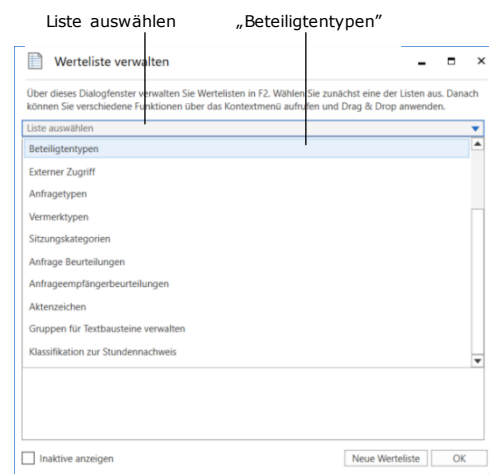 Liste auswählen „Beteiligtentypen”
Werteliste verwalten
Über dieses Dialogfenster verwalten Sie Wertelisten in F2. Wählen Sie zunächst eine der Listen aus. Danach
können Sie verschiedene Funktionen über das Kontextmenü aufrufen und Drag & Drop anwenden.
Liste auswählen
Beteiligtentypen
Externer Zugriff
Anfragetypen
Vermerktypen
Sitzungskategorien
Anfrage Beurteilungen
Anfrageempfängerbeurteilungen
Aktenzeichen
Gruppen für Textbausteine verwalten
Klassifikation zur Stundennachweis
Inaktive anzeigen Neue Werteliste OK